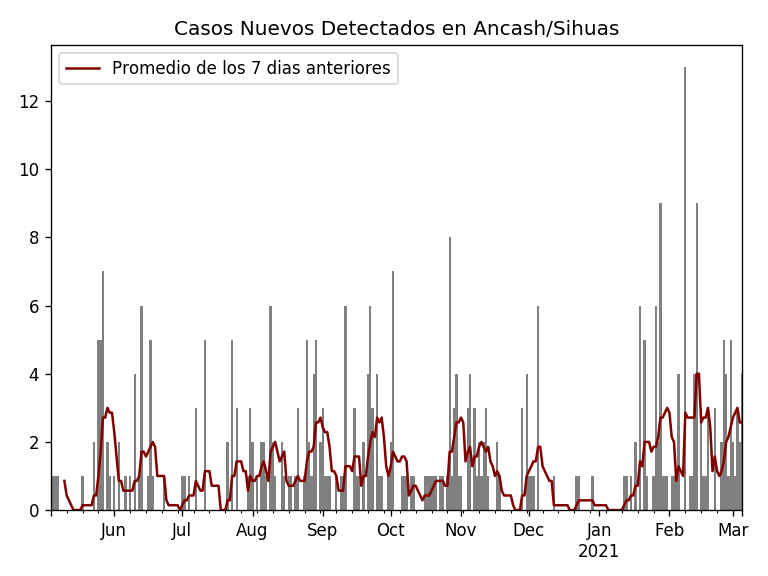 Casos Nuevos Detectados en Ancash/Sihuas
Promedio de los 7 dias anteriores
12
10
8
6
4
2
0
Jun Jul Aug Sep Oct Nov Dec Jan Feb Mar
2021